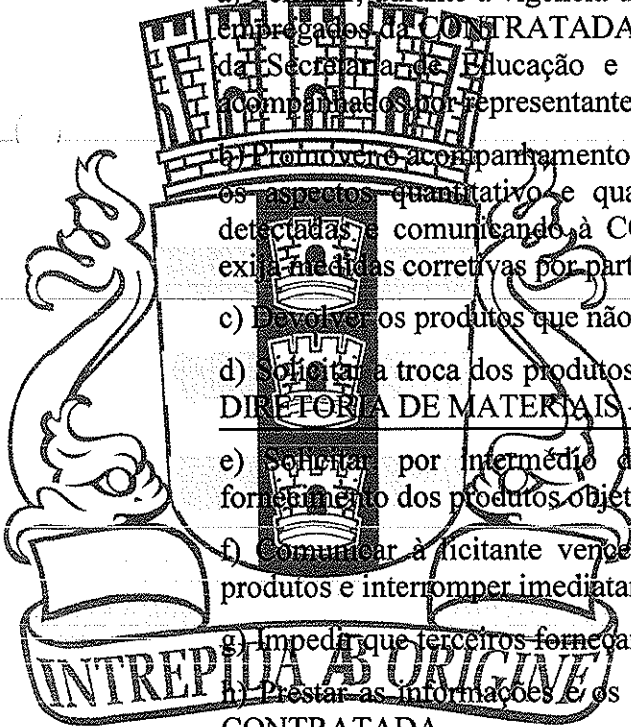 empregados da CONTRATADA
da Secretaria de Educação e
acompanhados por representante
b) Promover o acompanhamento
os aspectos quantitativo e qua
detectadas e comunicando à CO
exija medidas corretivas por part
c) Devolver os produtos que não
d) Solicitar a troca dos produtos
DIRETORIA DE MATERIAIS
e) Solicitar, por intermédio d
fornecimento dos produtos objet
f) Comunicar à licitante vence
produtos e interromper imediatar
g) Impedir que terceiros forneçar
h) Prestar as informações e os
CONTRATADA
INTREPIDA AB ORIGINE